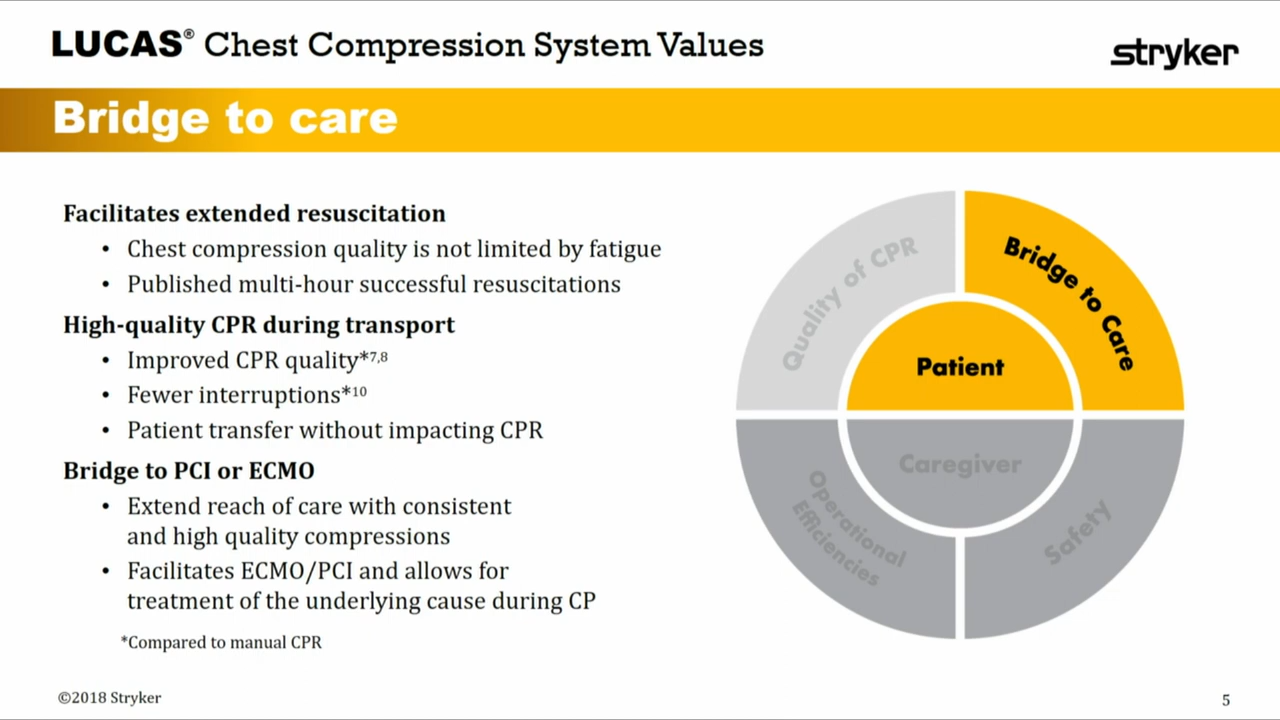 LUCAS® Chest Compression System Values
stryker
Bridge to care
Facilitates extended resuscitation
• Chest compression quality is not limited by fatigue
• Published multi-hour successful resuscitations
High-quality CPR during transport
• Improved CPR quality*7,8
• Fewer interruptions*10
• Patient transfer without impacting CPR
Bridge to PCI or ECMO
• Extend reach of care with consistent
and high quality compressions
• Facilitates ECMO/PCI and allows for
treatment of the underlying cause during CP
*Compared to manual CPR
Quality of CPR
Bridge to Care
Patient
Caregiver
Operational
Efficiencies
Safety
©2018 Stryker
5